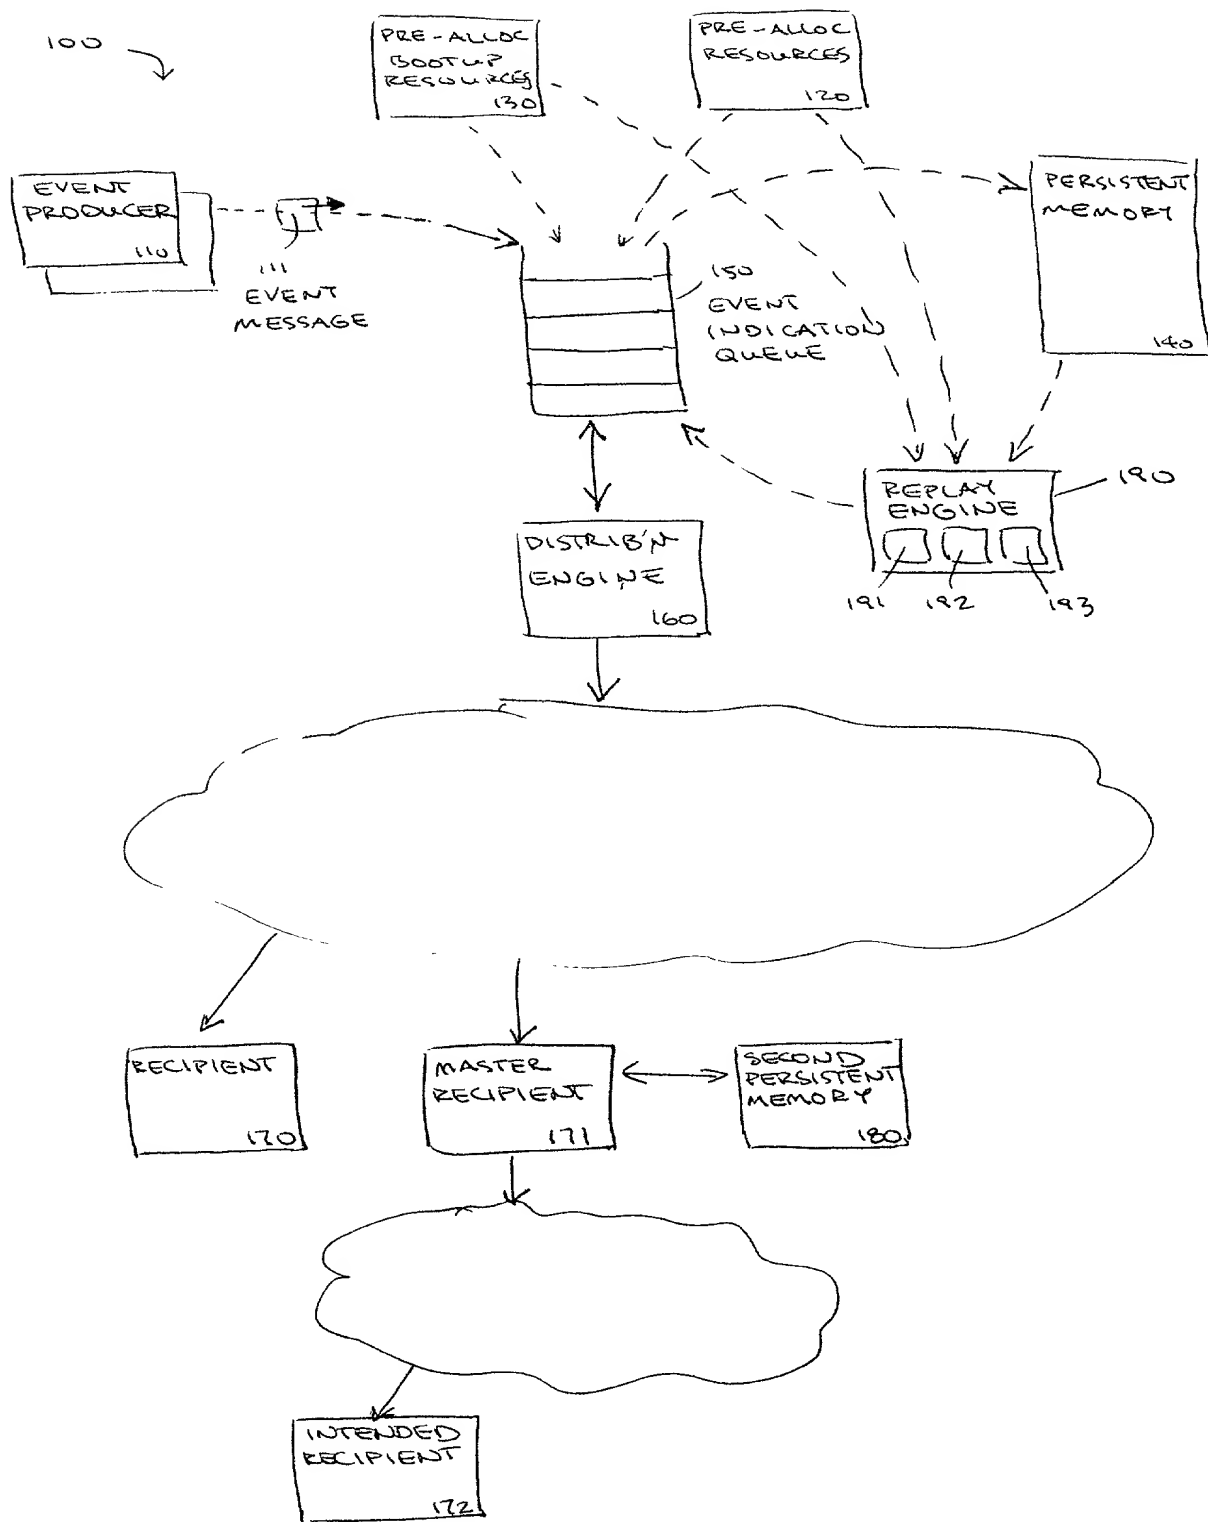 100
PRE-ALLOC
BOOTUP
RESOURCES
130
PRE-ALLOC
RESOURCES
120
EVENT
PRODUCER
110
111
EVENT
MESSAGE
150
EVENT
INDICATION
QUEUE
PERSISTENT
MEMORY
140
REPLAY
ENGINE
190
191
192
193
DISTRIB'N
ENGINE
160
RECIPIENT
170
MASTER
RECIPIENT
171
SECOND
PERSISTENT
MEMORY
180
INTENDED
RECIPIENT
172